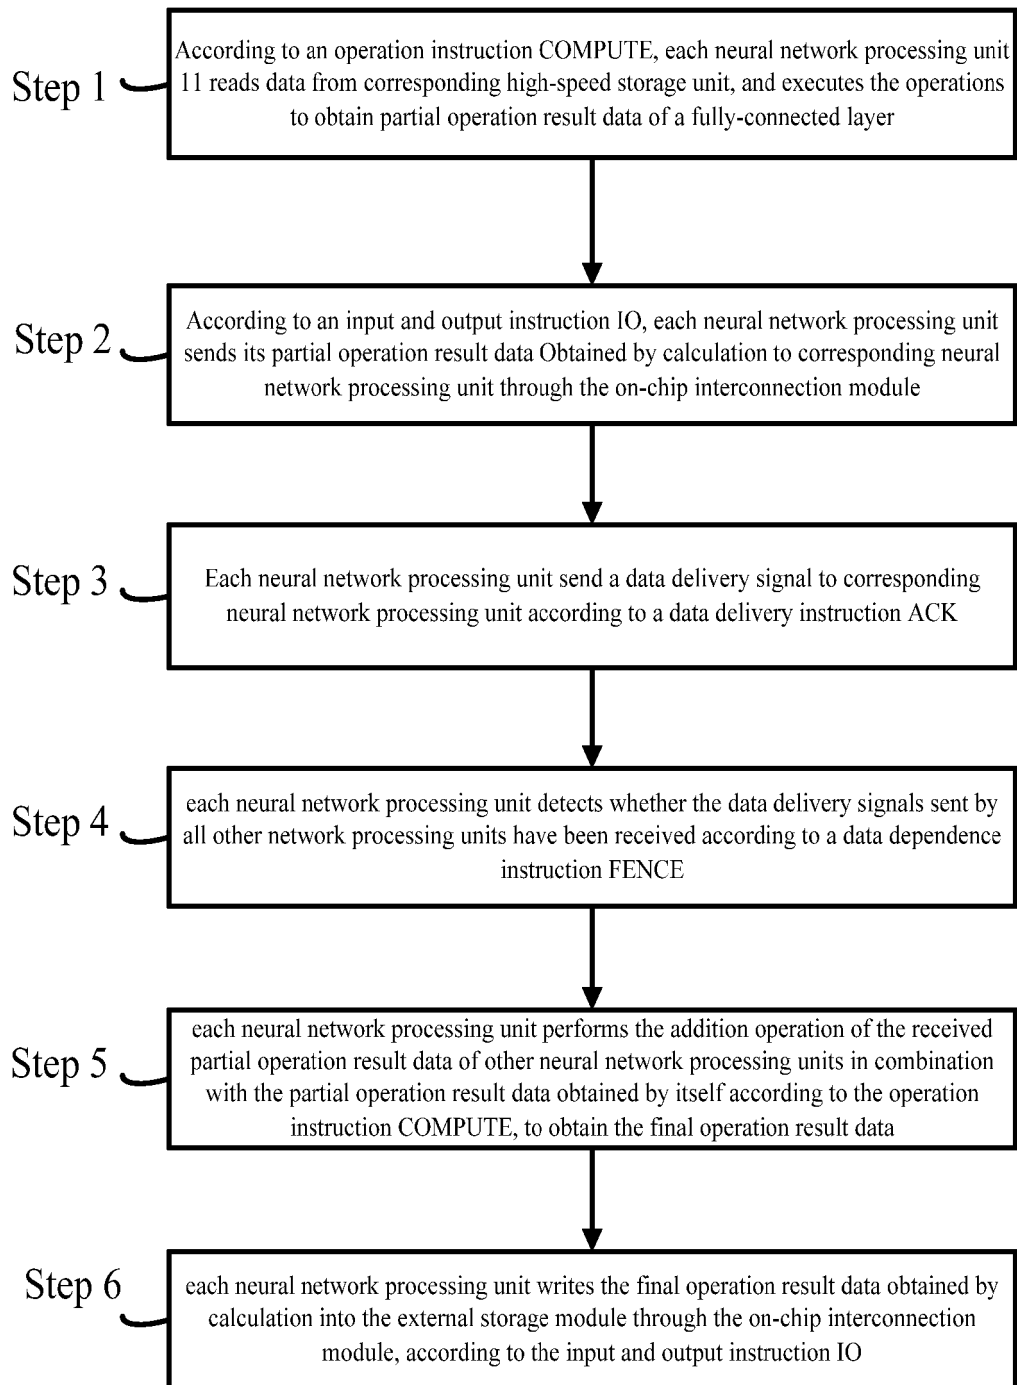 Step 1
According to an operation instruction COMPUTE, each neural network processing unit
11 reads data from corresponding high-speed storage unit, and executes the operations
to obtain partial operation result data of a fully-connected layer
Step 2
According to an input and output instruction IO, each neural network processing unit
sends its partial operation result data Obtained by calculation to corresponding neural
network processing unit through the on-chip interconnection module
Step 3
Each neural network processing unit send a data delivery signal to corresponding
neural network processing unit according to a data delivery instruction ACK
Step 4
each neural network processing unit detects whether the data delivery signals sent by
all other network processing units have been received according to a data dependence
instruction FENCE
Step 5
each neural network processing unit performs the addition operation of the received
partial operation result data of other neural network processing units in combination
with the partial operation result data obtained by itself according to the operation
instruction COMPUTE, to obtain the final operation result data
Step 6
each neural network processing unit writes the final operation result data obtained by
calculation into the external storage module through the on-chip interconnection
module, according to the input and output instruction IO